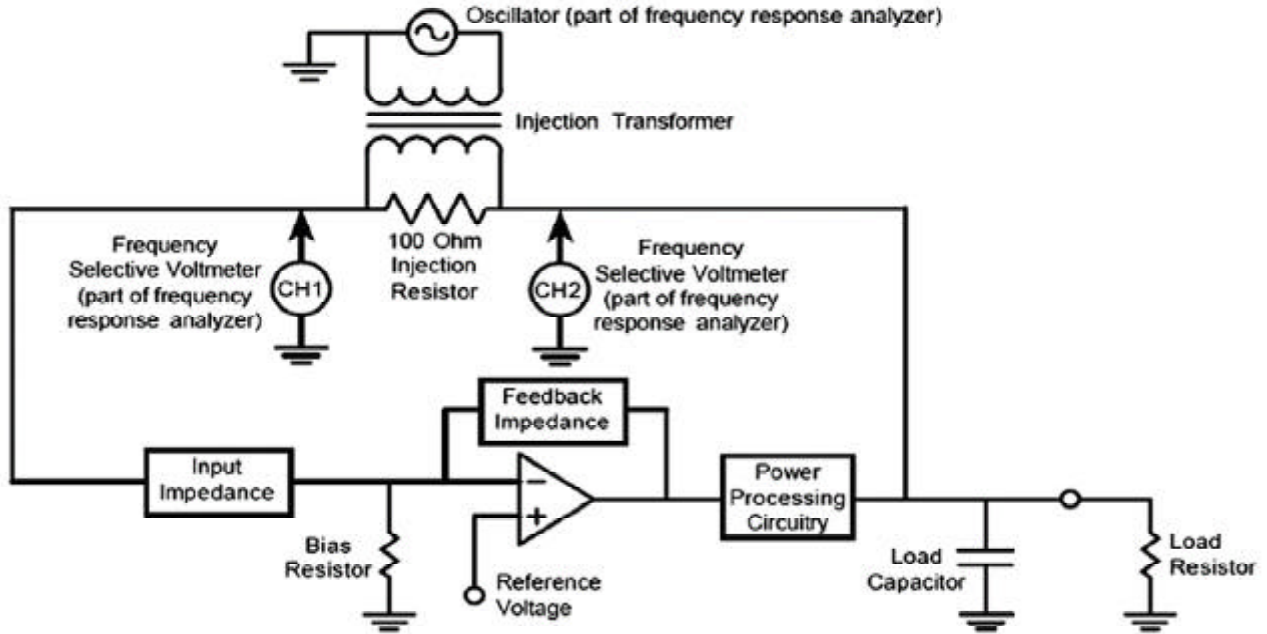 Oscillator (part of frequency response analyzer)
Injection Transformer
Frequency
Selective Voltmeter
(part of frequency
response analyzer)
CH1
100 Ohm
Injection
Resistor
CH2
Frequency
Selective Voltmeter
(part of frequency
response analyzer)
Feedback
Impedance
Input
Impedance
−
+
Power
Processing
Circuitry
Bias
Resistor
Reference
Voltage
Load
Capacitor
Load
Resistor